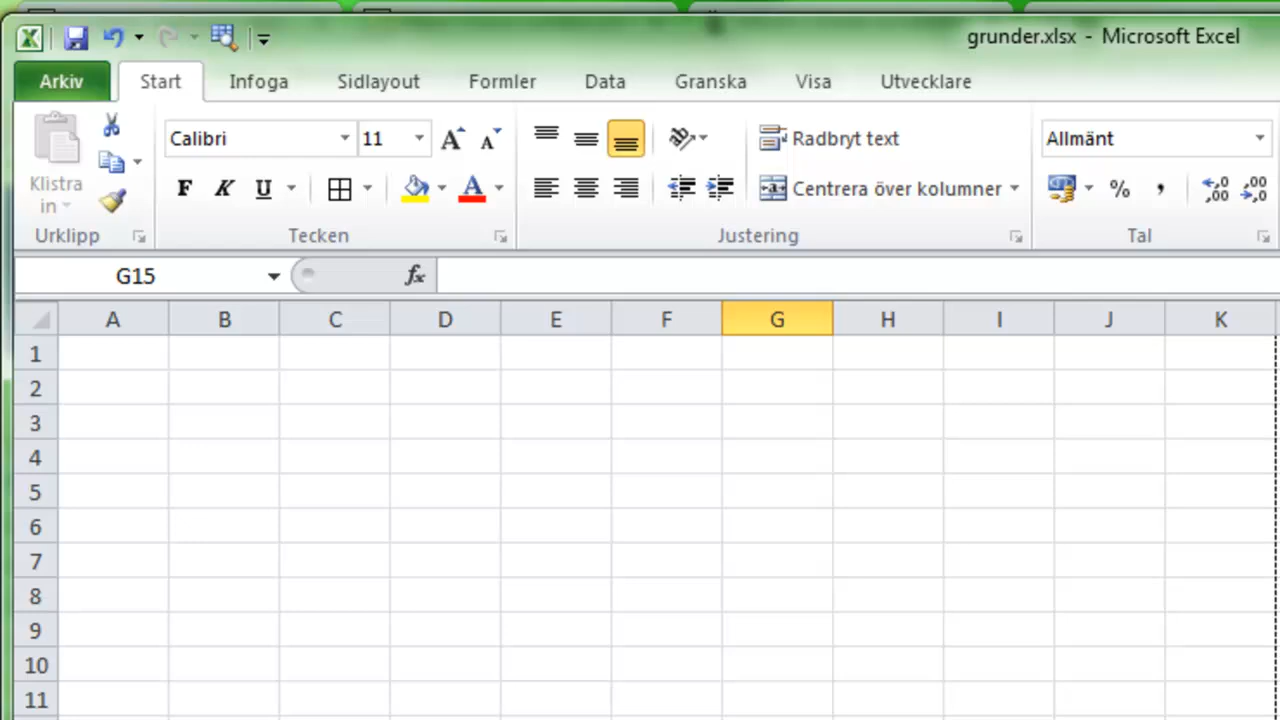 grunder.xlsx - Microsoft Excel
Arkiv Start Infoga Sidlayout Formler Data Granska Visa Utvecklare
Calibri 11 Radbryt text Allmänt
Klistra in F K U A Centrera över kolumner % ,
Urklipp Tecken Justering Tal
G15 fx
A B C D E F G H I J K
1
2
3
4
5
6
7
8
9
10
11